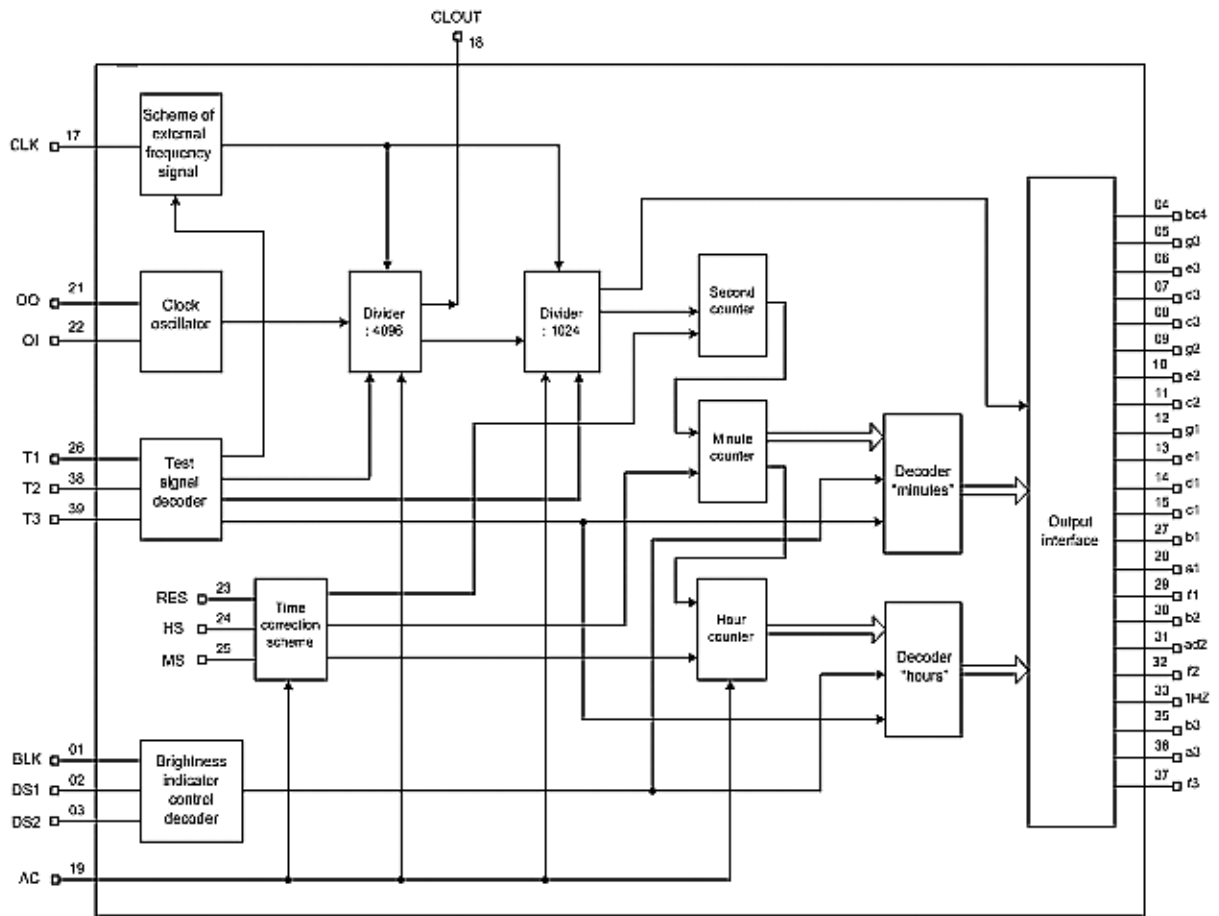 CLOUT
18
CLK
17
Scheme of
external
frequency
signal
OO
21
OI
22
Clock
oscillator
Divider
: 4096
Divider
: 1024
Second
counter
T1
26
T2
38
T3
39
Test
signal
decoder
Minute
counter
Decoder
"minutes"
RES
23
HS
24
MS
25
Time
correction
scheme
Hour
counter
Decoder
"hours"
BLK
01
DS1
02
DS2
03
Brightness
indicator
control
decoder
AC
19
Output
interface
04
bc4
05
g3
06
e3
07
d3
08
c3
09
g2
10
e2
11
c2
12
g1
13
e1
14
d1
15
c1
27
b1
28
a1
29
f1
30
b2
31
ad2
32
f2
33
1HZ
35
b3
36
a3
37
f3